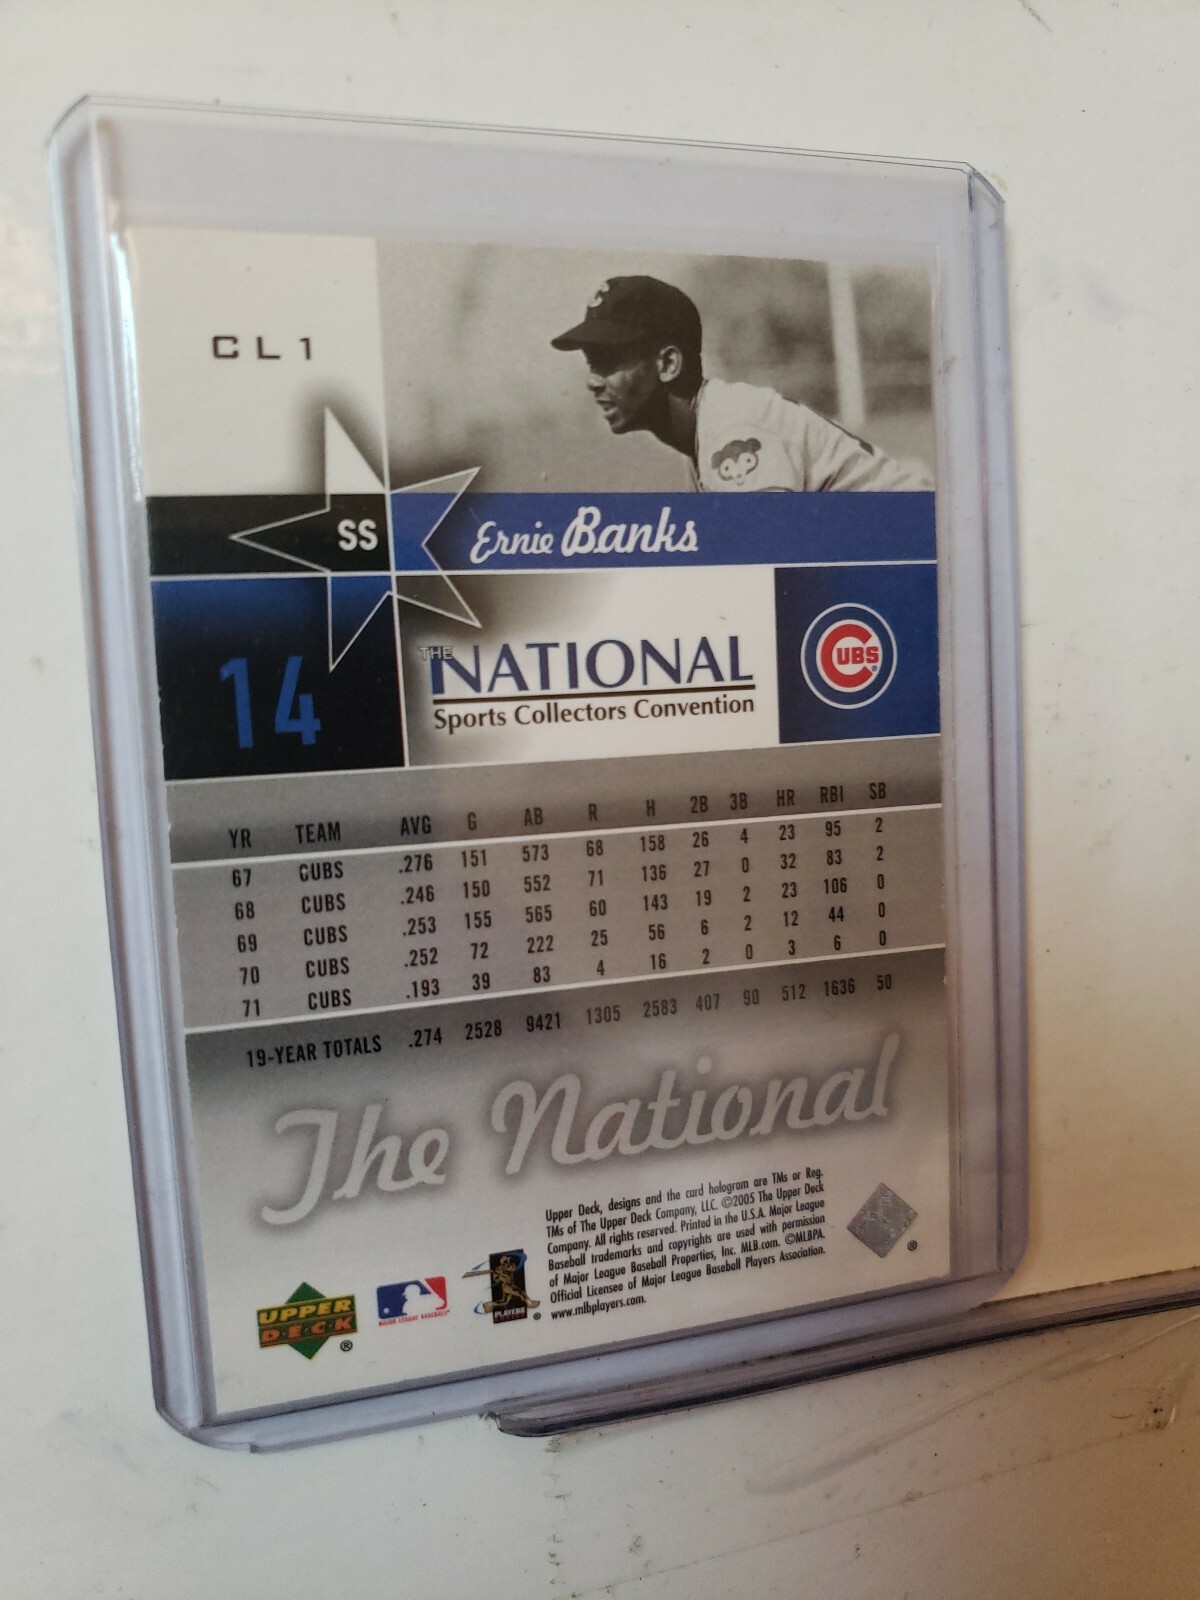 CL1
SS
Ernie Banks
14
THE
NATIONAL
Sports Collectors Convention
CUBS
YR TEAM AVG G AB R H 2B 3B HR RBI SB
67 CUBS .276 151 573 68 158 26 4 23 95 2
68 CUBS .246 150 552 71 136 27 0 32 83 2
69 CUBS .253 155 565 60 143 19 2 23 106 0
70 CUBS .252 72 222 25 56 6 2 12 44 0
71 CUBS .193 39 83 4 16 2 0 3 6 0
19-YEAR TOTALS .274 2528 9421 1305 2583 407 90 512 1636 50
The National
Upper Deck, designs and the card hologram are TMs or Reg.
TMs of The Upper Deck Company, LLC. ©2005 The Upper Deck
Company. All rights reserved. Printed in the U.S.A. Major League
Baseball trademarks and copyrights are used with permission
of Major League Baseball Properties, Inc. MLB.com. ©MLBPA.
Official Licensee of Major League Baseball Players Association.
www.mlbplayers.com.
UPPER
DECK
®
MAJOR LEAGUE BASEBALL
PLAYERS
®
®